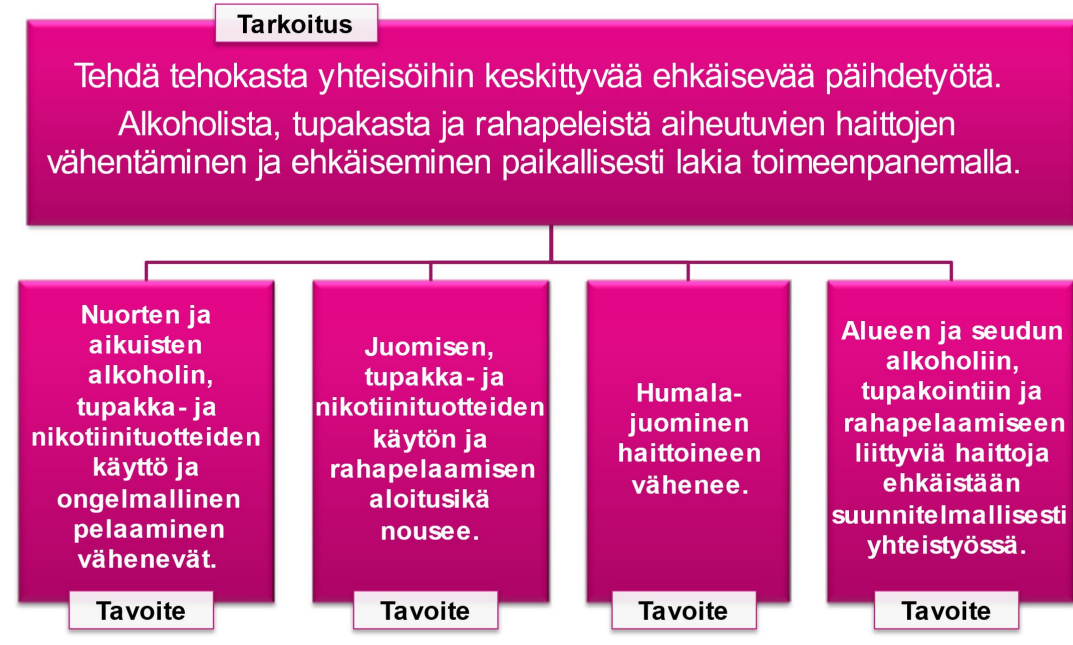 Tarkoitus
Tehdä tehokasta yhteisöihin keskittyvää ehkäisevää päihdetyötä.
Alkoholista, tupakasta ja rahapeleistä aiheutuvien haittojen
vähentäminen ja ehkäiseminen paikallisesti lakia toimeenpanemalla.
Nuorten ja
aikuisten
alkoholin,
tupakka- ja
nikotiinituotteiden
käyttö ja
ongelmallinen
pelaaminen
vähenevät.
Tavoite
Juomisen,
tupakka- ja
nikotiinituotteiden
käytön ja
rahapelaamisen
aloitusikä
nousee.
Tavoite
Humala-
juominen
haittoineen
vähenee.
Tavoite
Alueen ja seudun
alkoholiin,
tupakointiin ja
rahapelaamiseen
liittyviä haittoja
ehkäistään
suunnitelmallisesti
yhteistyössä.
Tavoite